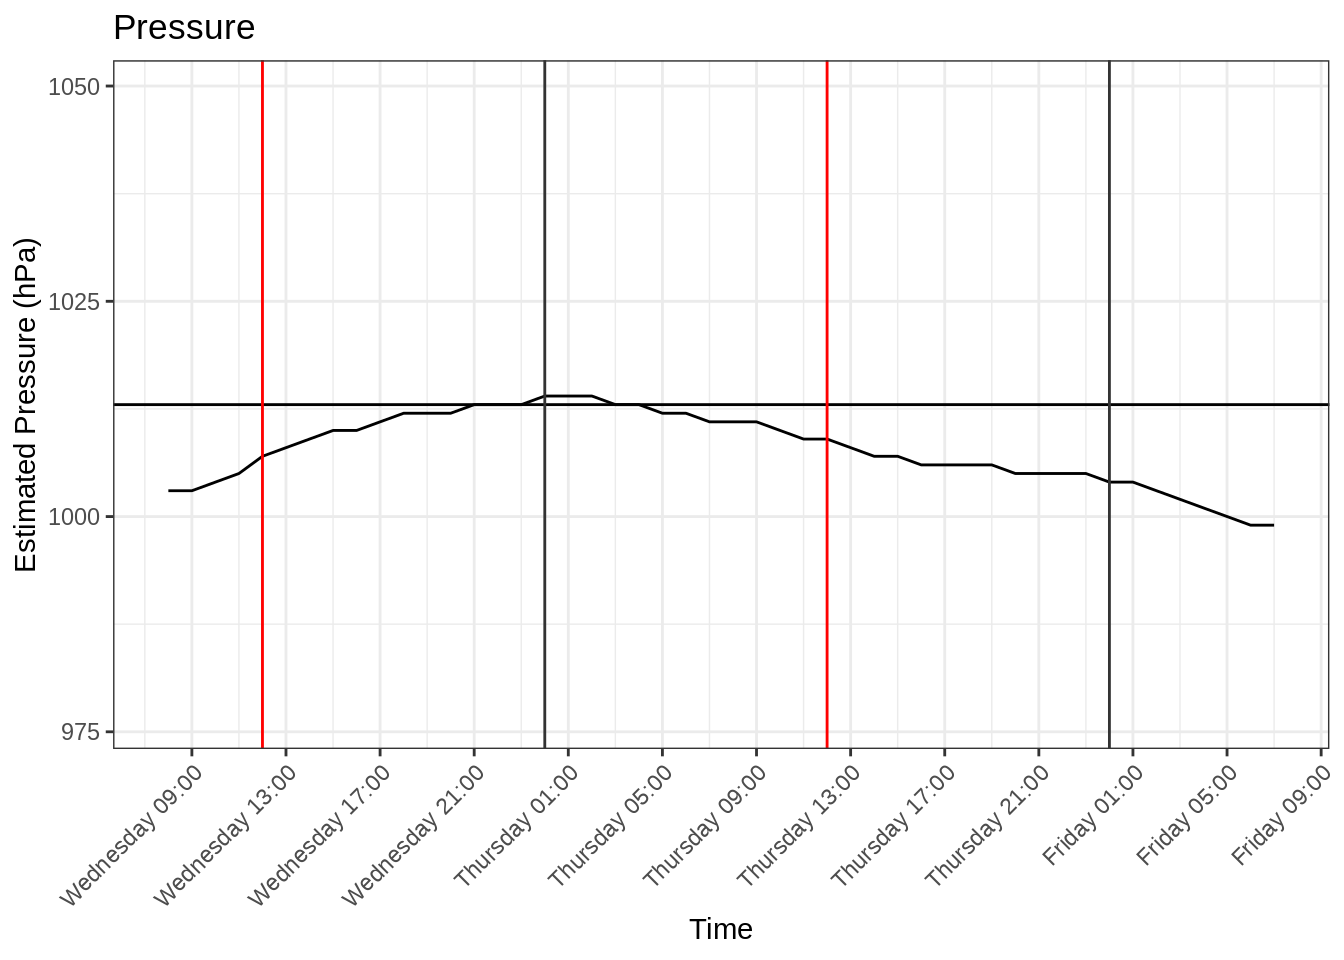 Pressure
Estimated Pressure (hPa)
1050
1025
1000
975
Wednesday 09:00
Wednesday 13:00
Wednesday 17:00
Wednesday 21:00
Thursday 01:00
Thursday 05:00
Thursday 09:00
Thursday 13:00
Thursday 17:00
Thursday 21:00
Friday 01:00
Friday 05:00
Friday 09:00
Time